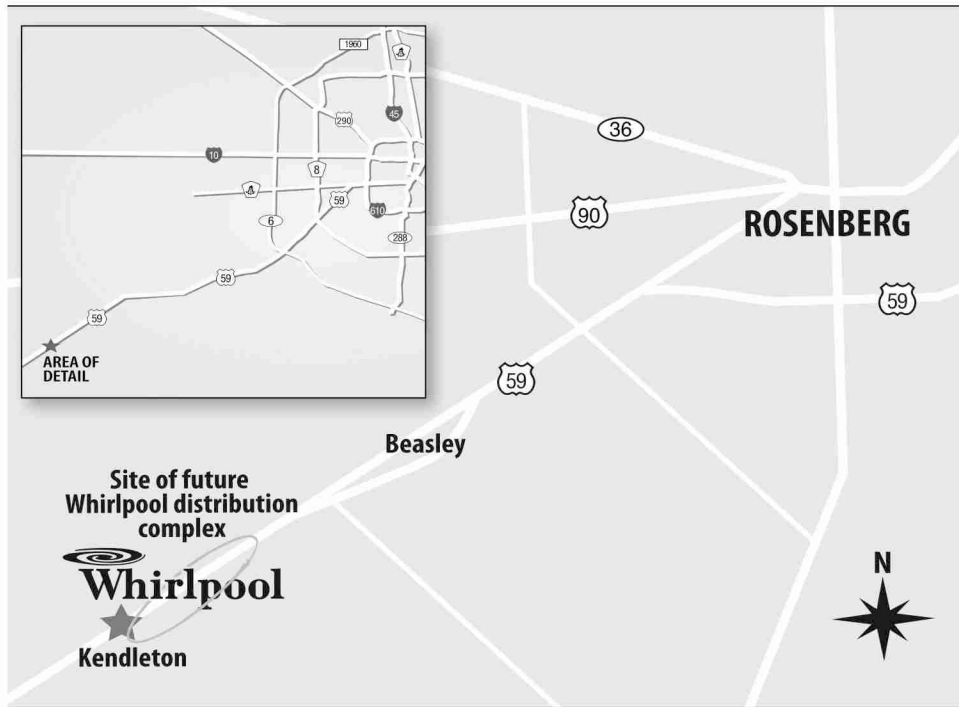 1960
45
290
10
8
59
610
6
288
59
59
AREA OF
DETAIL
36
90
ROSENBERG
59
59
Beasley
Site of future
Whirlpool distribution
complex
Whirlpool
Kendleton
N